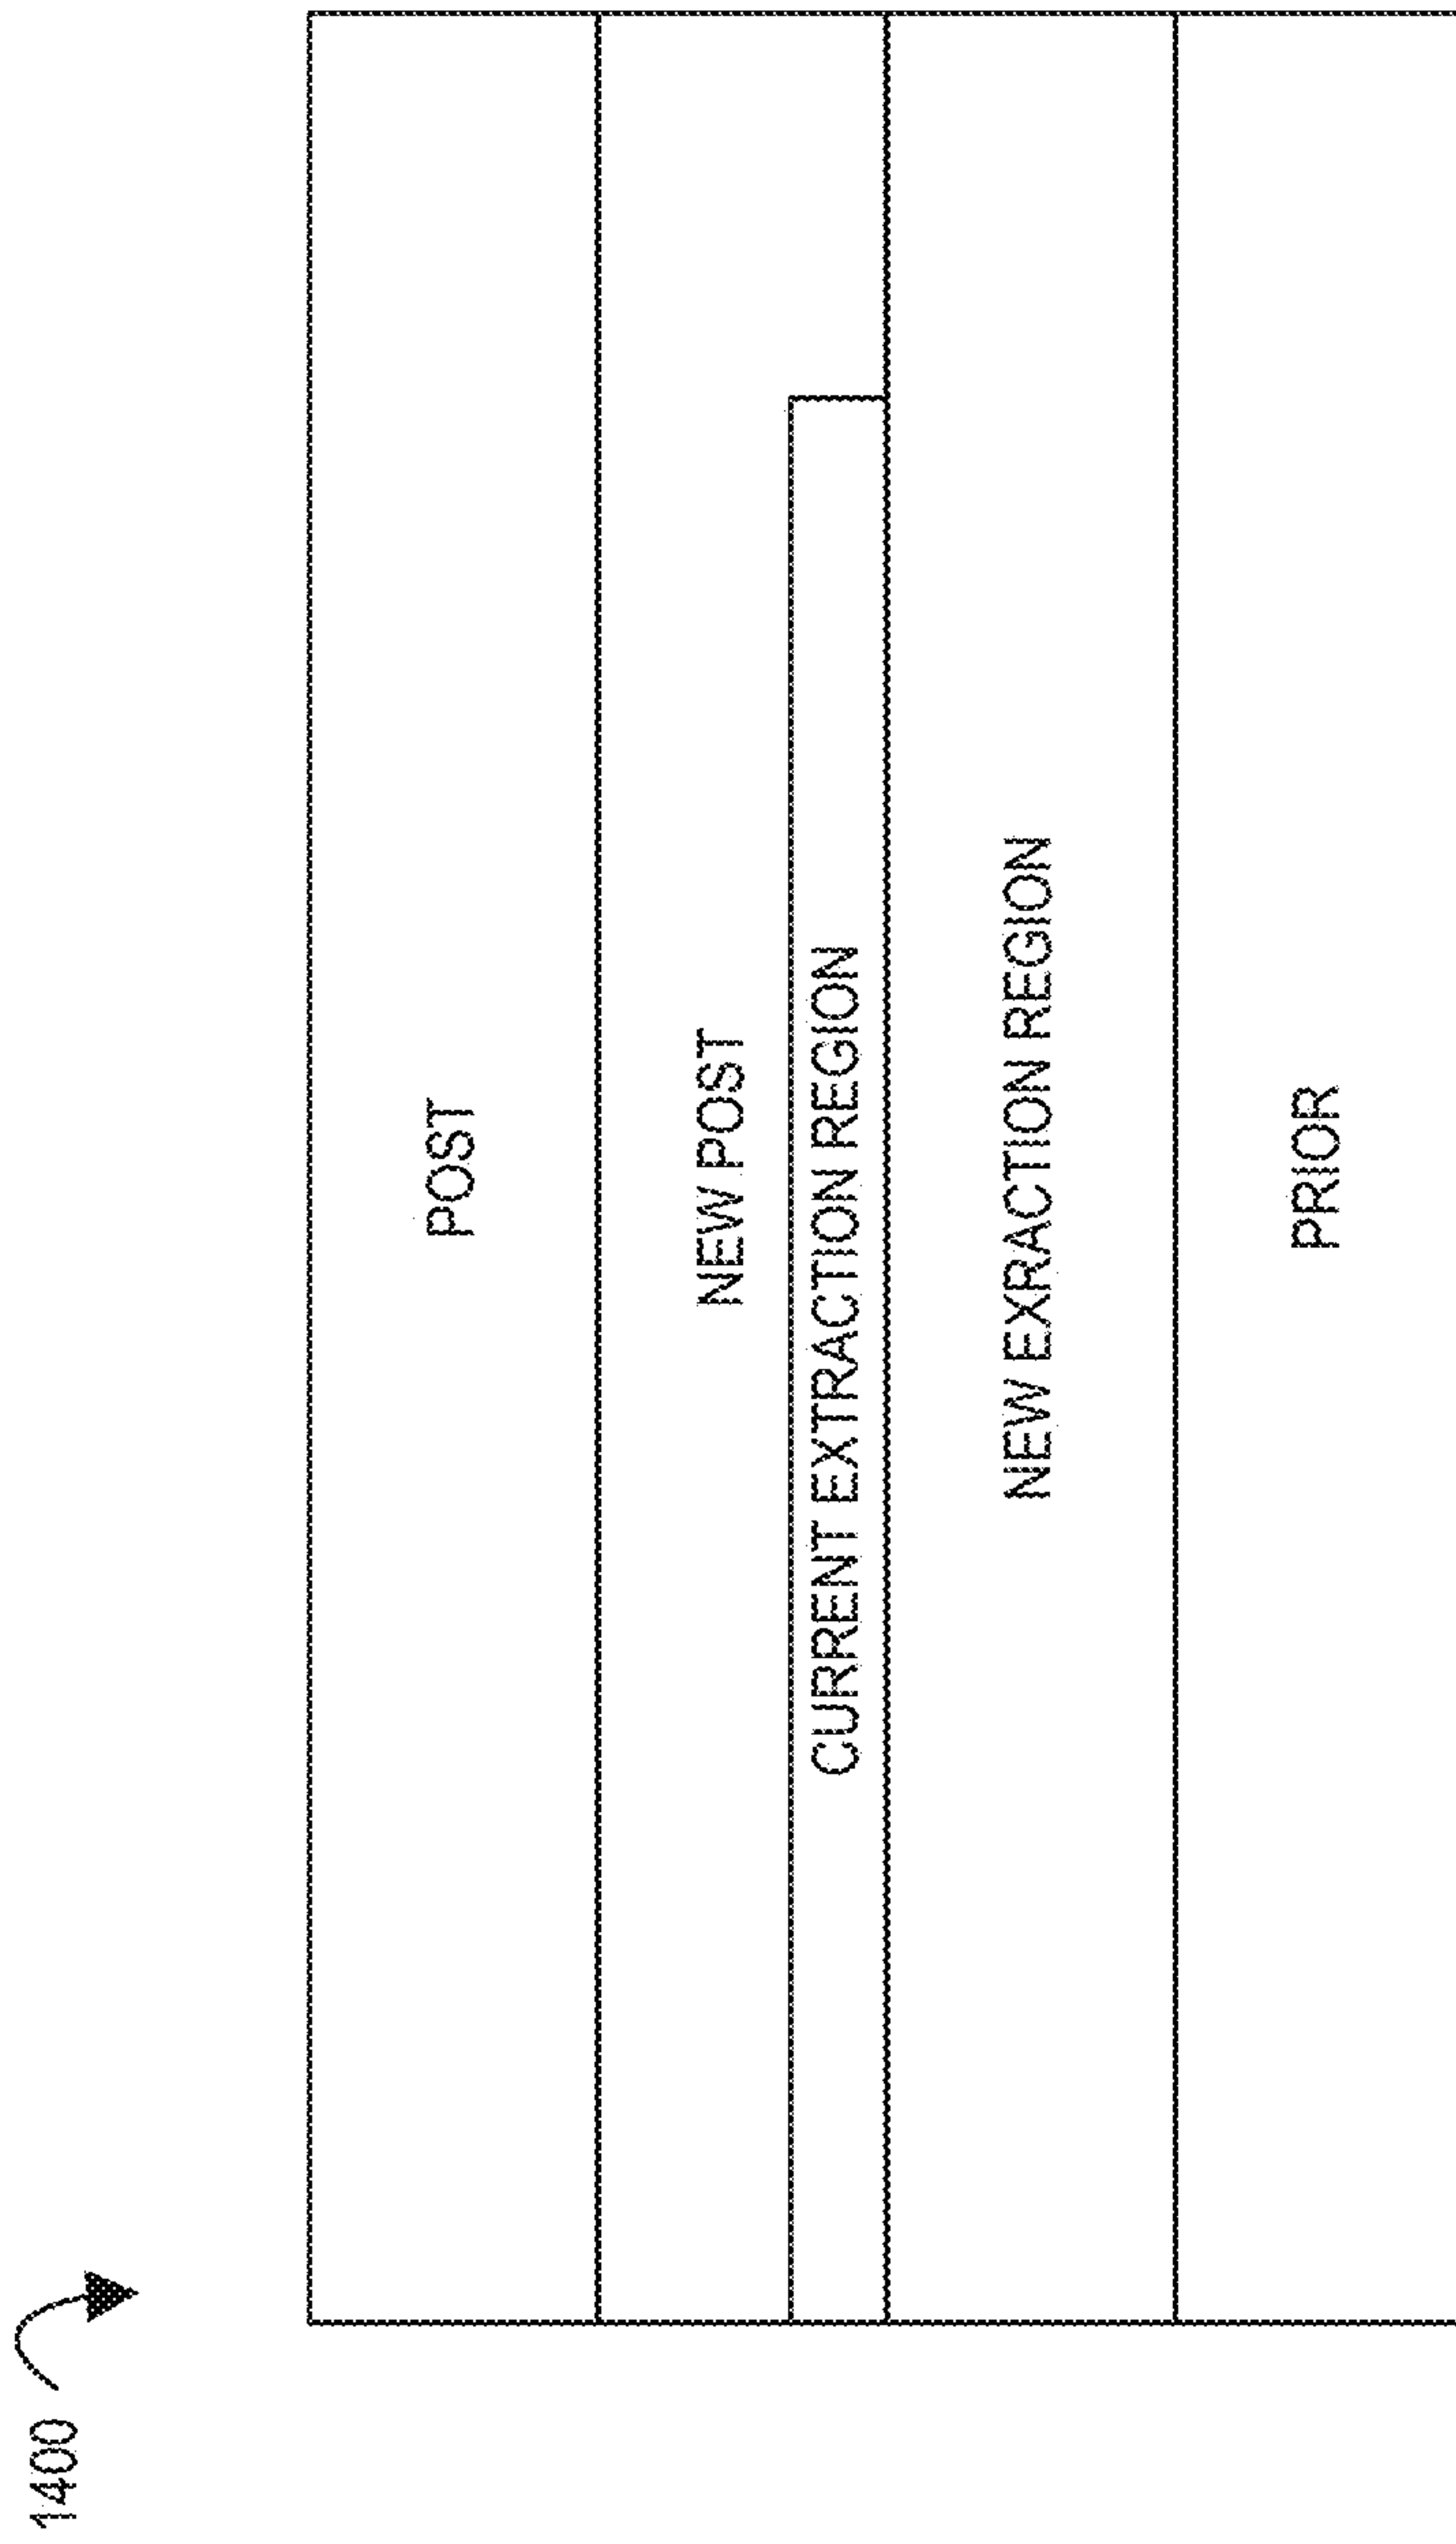 1400
POST
NEW POST
CURRENT EXTRACTION REGION
NEW EXRACTION REGION
PRIOR